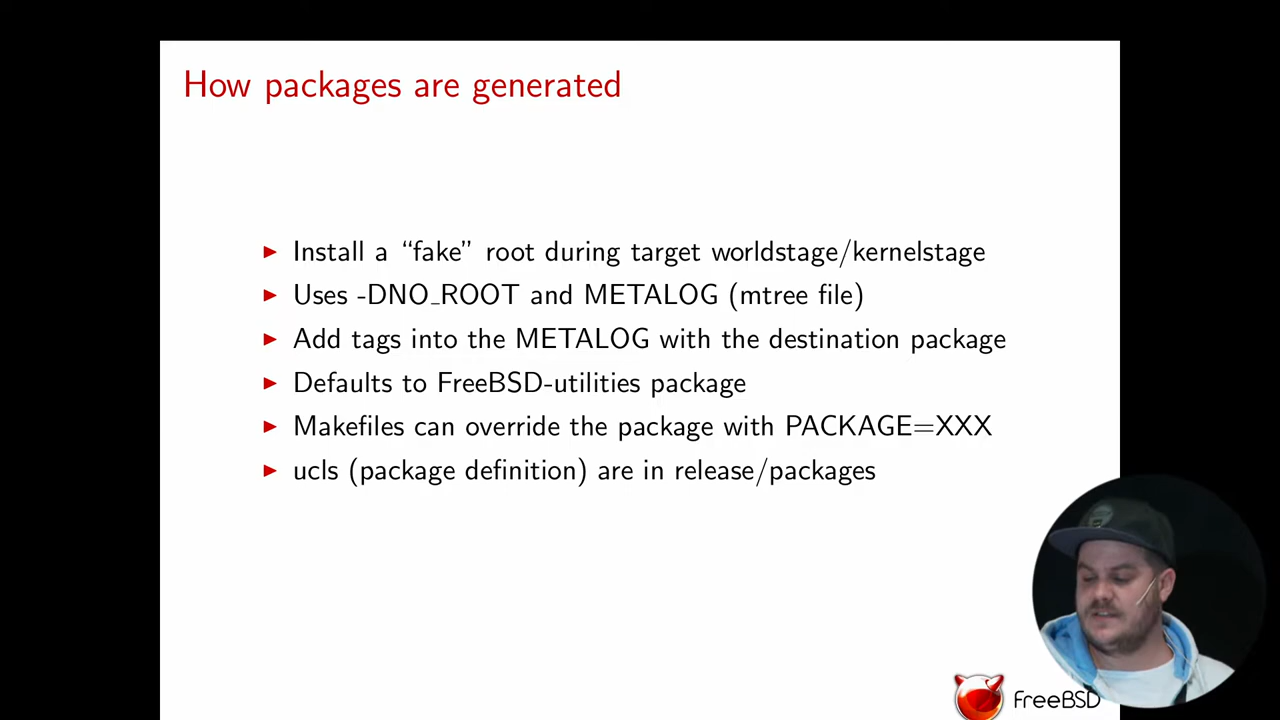 How packages are generated
Install a “fake” root during target worldstage/kernelstage
Uses -DNO_ROOT and METALOG (mtree file)
Add tags into the METALOG with the destination package
Defaults to FreeBSD-utilities package
Makefiles can override the package with PACKAGE=XXX
ucls (package definition) are in release/packages
FreeBSD